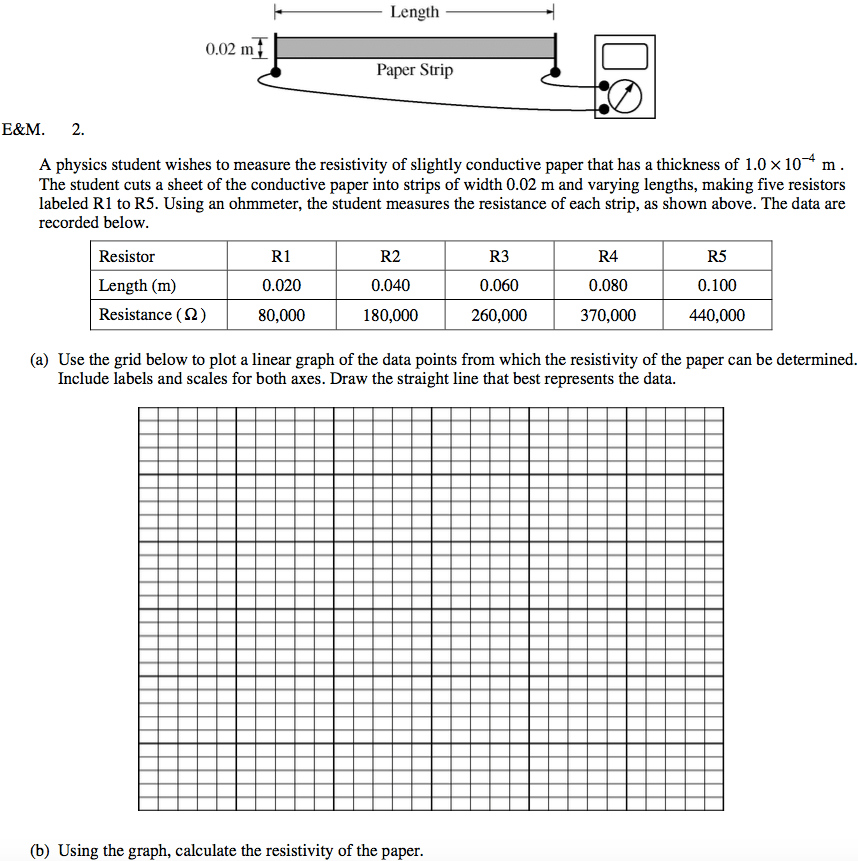 Length
0.02 m
Paper Strip
E&M. 2.
A physics student wishes to measure the resistivity of slightly conductive paper that has a thickness of 1.0 × 10⁻⁴ m .
The student cuts a sheet of the conductive paper into strips of width 0.02 m and varying lengths, making five resistors
labeled R1 to R5. Using an ohmmeter, the student measures the resistance of each strip, as shown above. The data are
recorded below.
Resistor R1 R2 R3 R4 R5
Length (m) 0.020 0.040 0.060 0.080 0.100
Resistance (Ω) 80,000 180,000 260,000 370,000 440,000
(a) Use the grid below to plot a linear graph of the data points from which the resistivity of the paper can be determined.
Include labels and scales for both axes. Draw the straight line that best represents the data.
(b) Using the graph, calculate the resistivity of the paper.